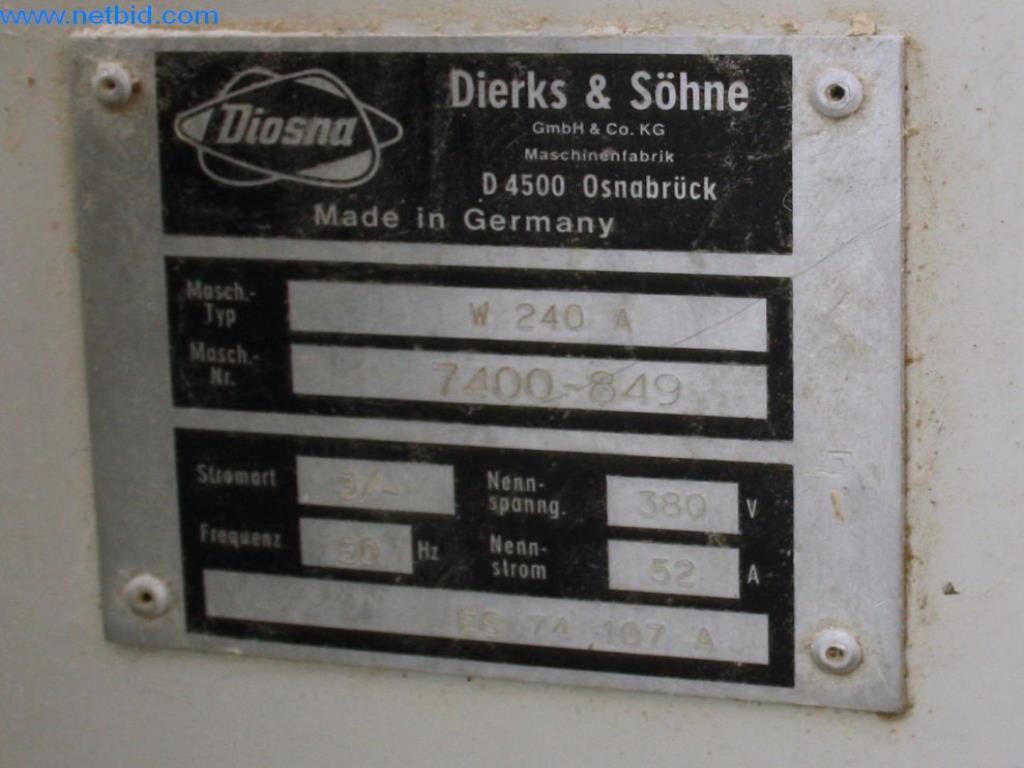 www.netbid.com
Diosna
Dierks & Söhne
GmbH & Co. KG
Maschinenfabrik
D 4500 Osnabrück
Made in Germany
Masch.-
Typ
W 240 A
Masch.-
Nr.
7400-849
Stromart
3/~
Nenn-
spanng.
380 V
Frequenz
50 Hz
Nenn-
strom
52 A
ES 74 107 A